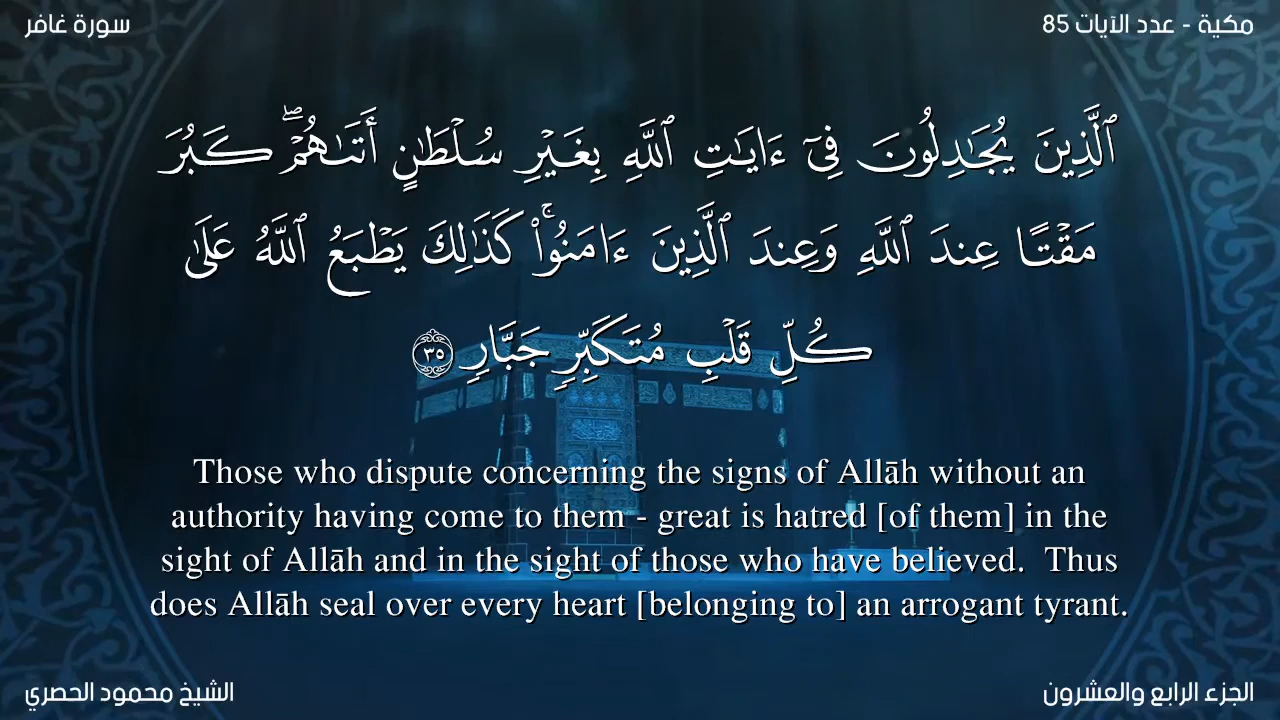 مكية - عدد الآيات 85
سورة غافر
ٱلَّذِينَ يُجَـٰدِلُونَ فِىٓ ءَايَـٰتِ ٱللَّهِ بِغَيْرِ سُلْطَـٰنٍ أَتَىٰهُمْ ۖ كَبُرَ
مَقْتًا عِندَ ٱللَّهِ وَعِندَ ٱلَّذِينَ ءَامَنُوا۟ ۚ كَذَٰلِكَ يَطْبَعُ ٱللَّهُ عَلَىٰ
كُلِّ قَلْبِ مُتَكَبِّرٍ جَبَّارٍ ٣٥
Those who dispute concerning the signs of Allāh without an
authority having come to them - great is hatred [of them] in the
sight of Allāh and in the sight of those who have believed.  Thus
does Allāh seal over every heart [belonging to] an arrogant tyrant.
الجزء الرابع والعشرون
الشيخ محمود الحصري